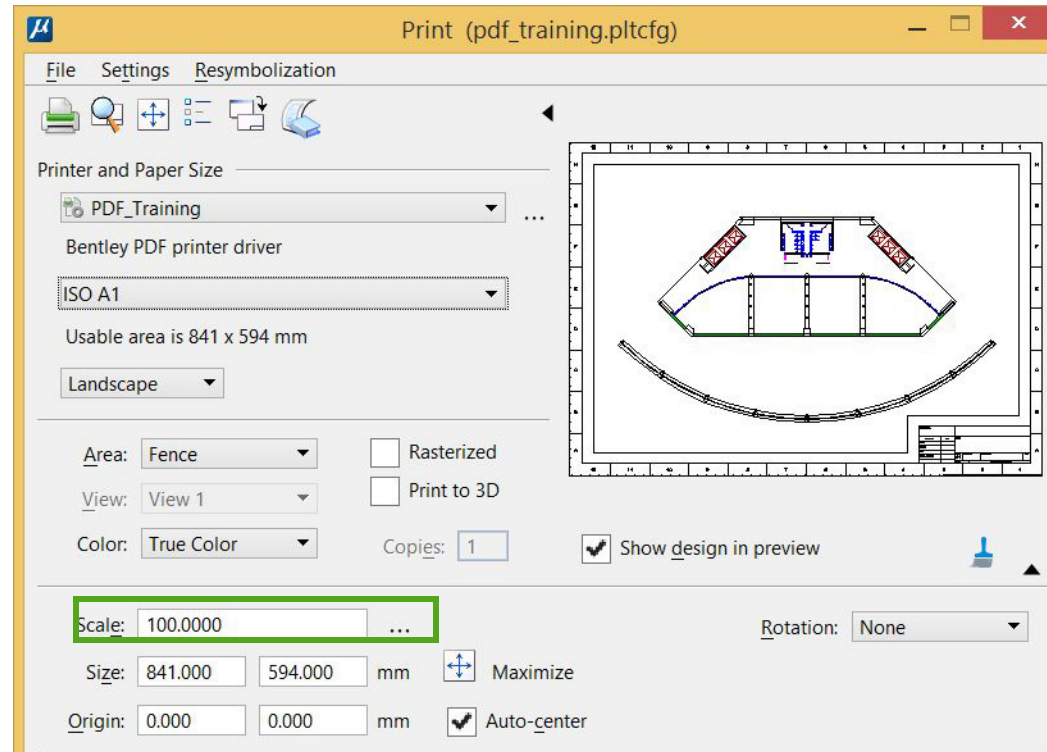 Print (pdf_training.pltcfg)
File Settings Resymbolization
Printer and Paper Size
PDF_Training
...
Bentley PDF printer driver
ISO A1
Usable area is 841 x 594 mm
Landscape
Area: Fence
Rasterized
View: View 1
Print to 3D
Color: True Color
Copies: 1
Show design in preview
Scale: 100.0000 ...
Rotation: None
Size: 841.000 594.000 mm Maximize
Origin: 0.000 0.000 mm Auto-center